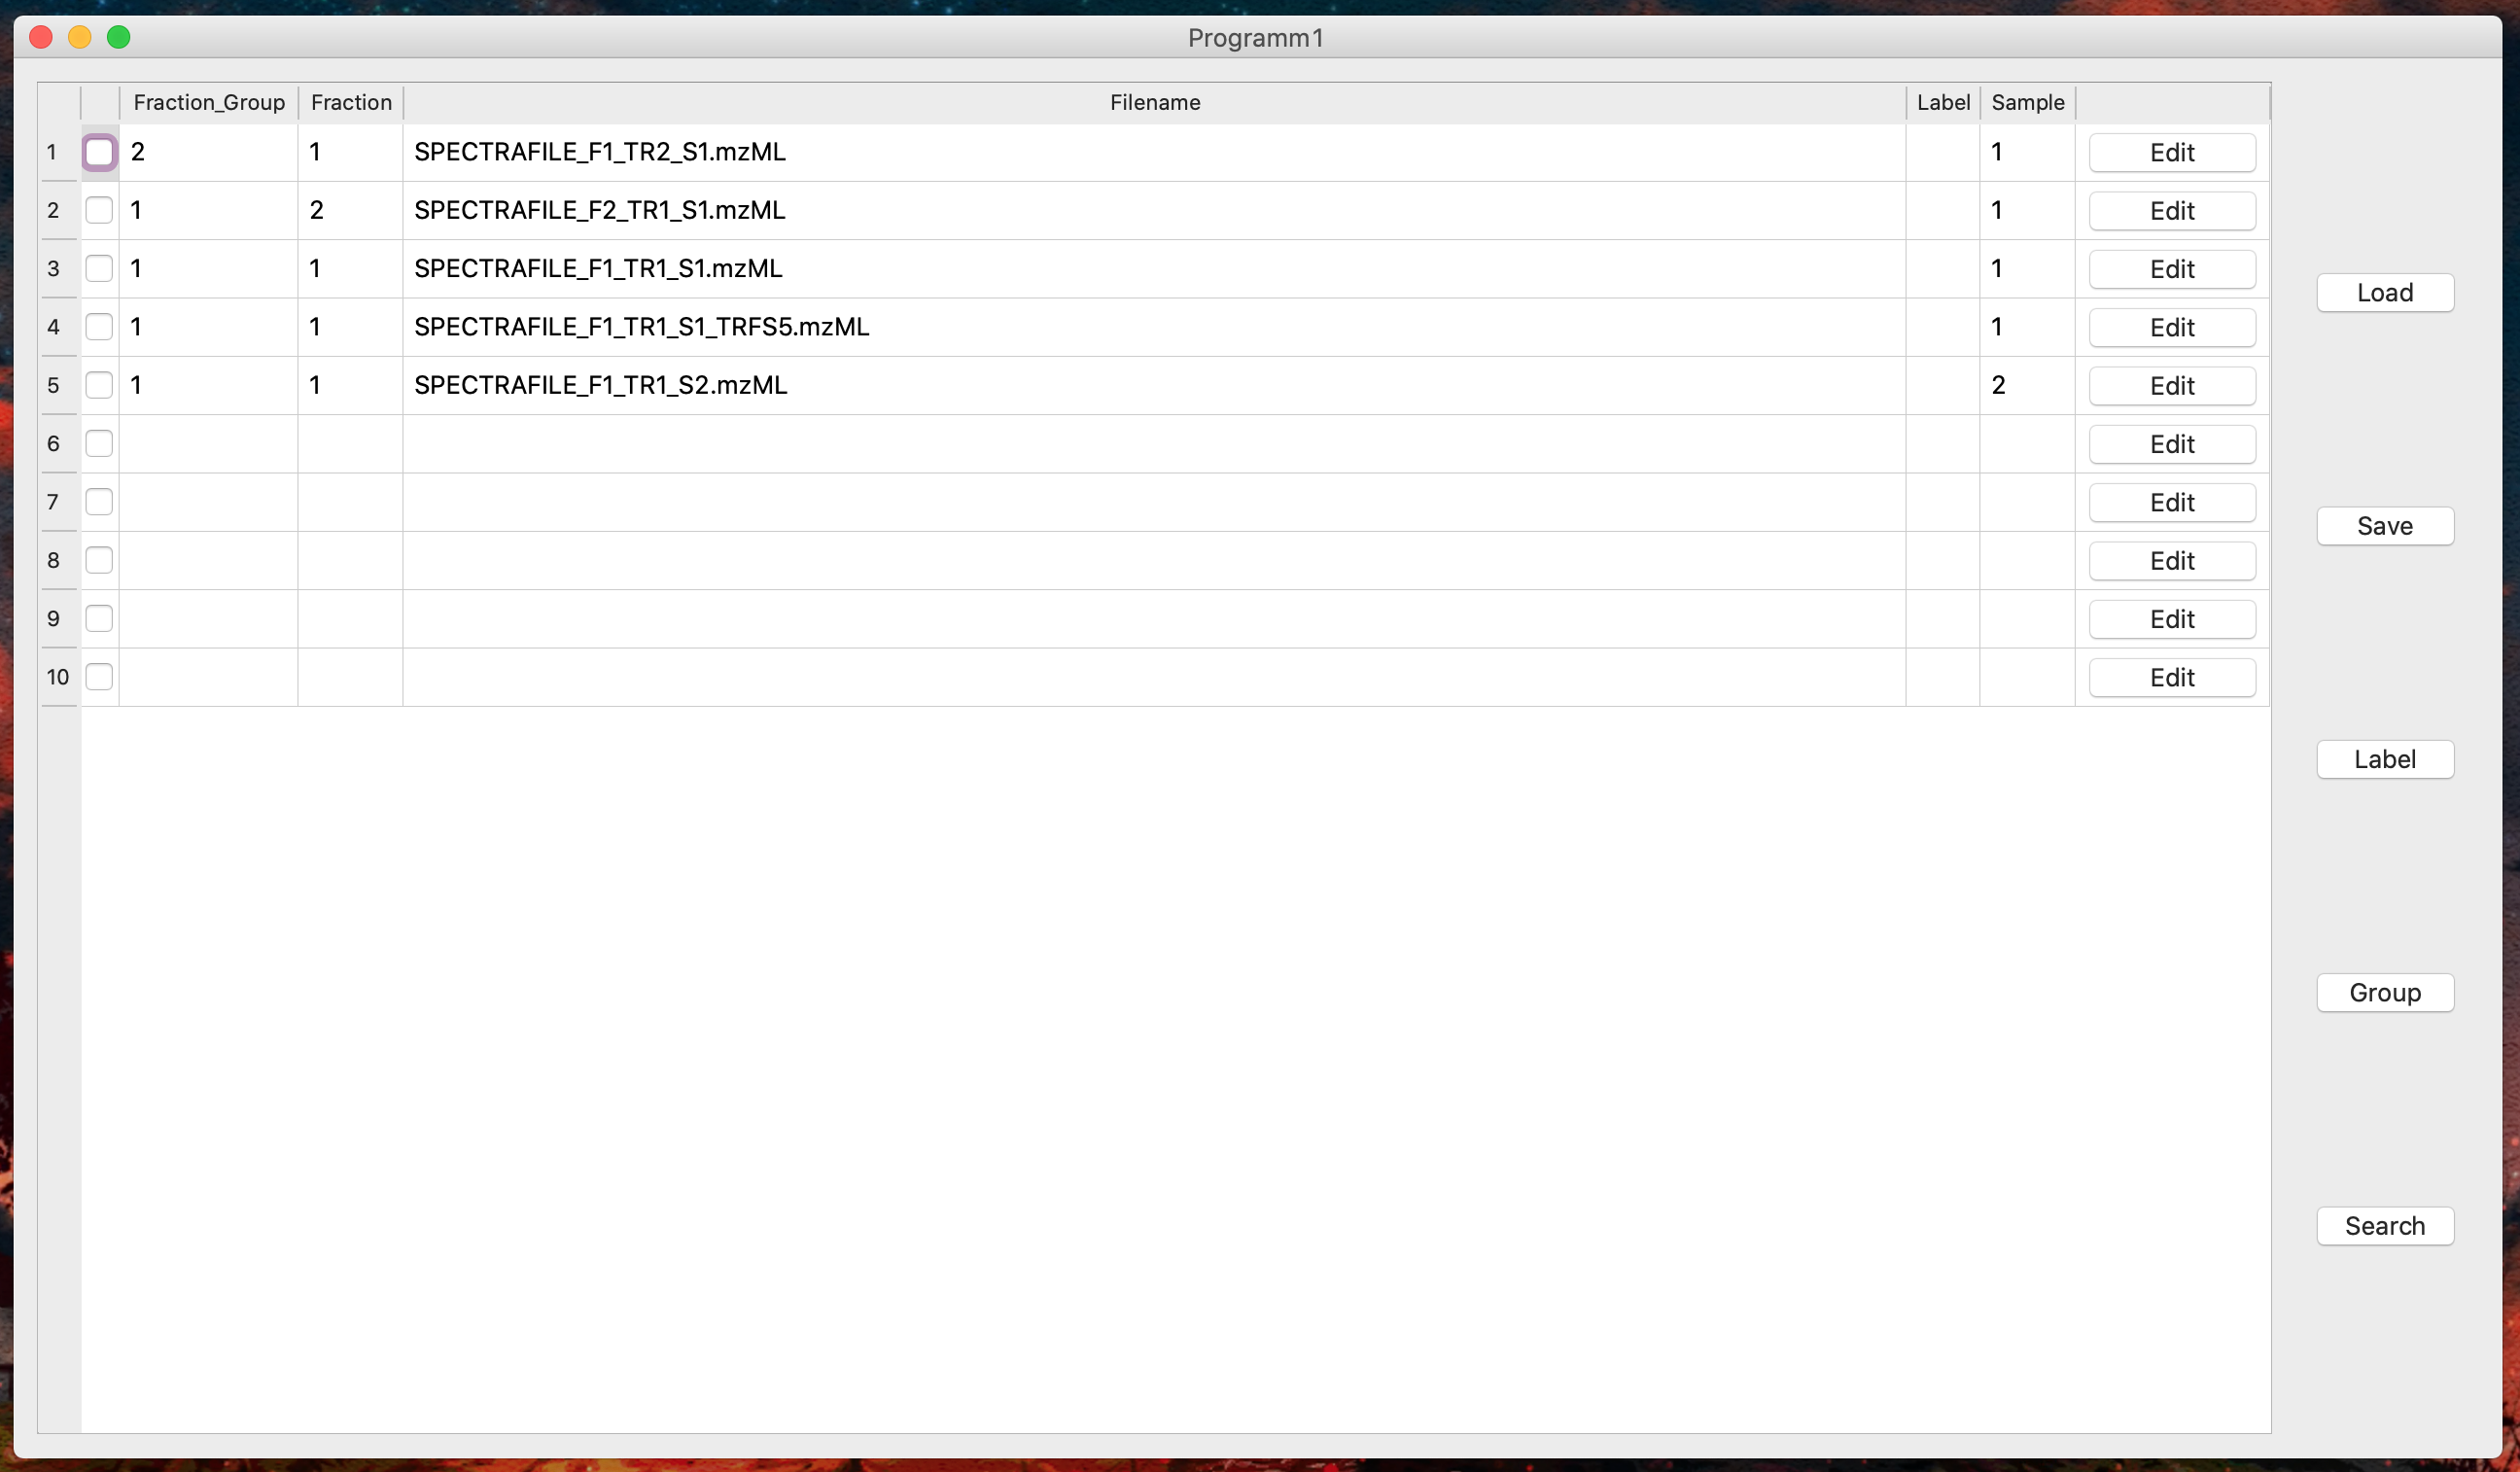 Programm1
Fraction_Group Fraction Filename Label Sample
1 2 1 SPECTRAFILE_F1_TR2_S1.mzML 1 Edit
2 1 2 SPECTRAFILE_F2_TR1_S1.mzML 1 Edit
3 1 1 SPECTRAFILE_F1_TR1_S1.mzML 1 Edit
4 1 1 SPECTRAFILE_F1_TR1_S1_TRFS5.mzML 1 Edit
5 1 1 SPECTRAFILE_F1_TR1_S2.mzML 2 Edit
6 Edit
7 Edit
8 Edit
9 Edit
10 Edit
Load
Save
Label
Group
Search